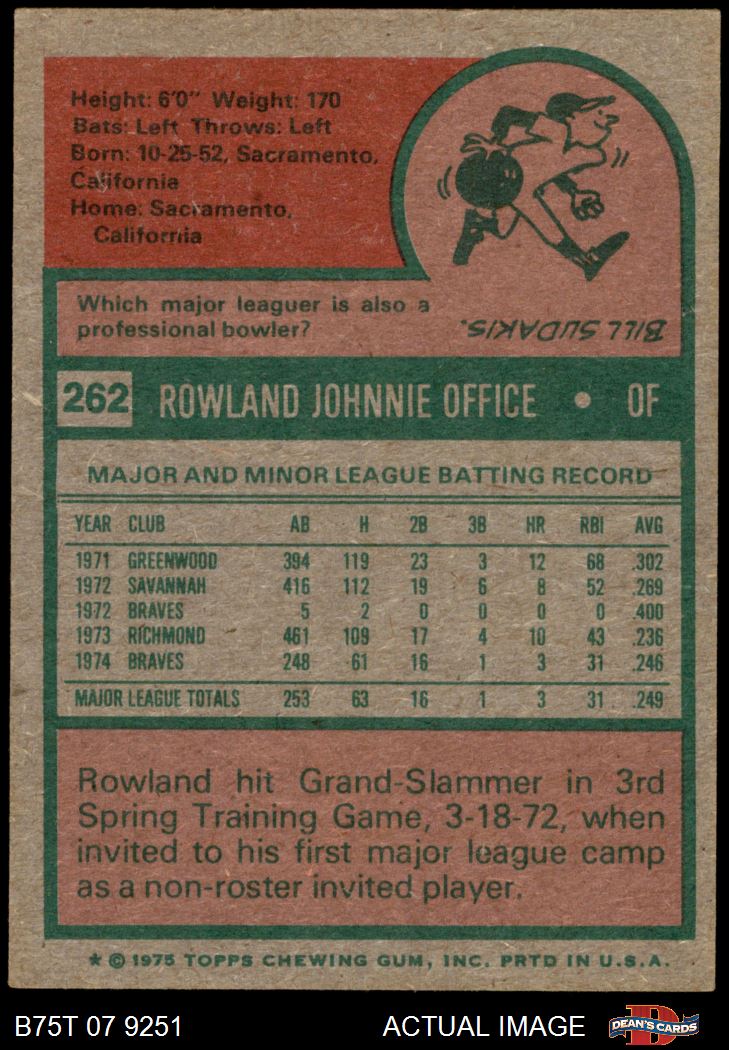 Height: 6'0" Weight: 170
Bats: Left Throws: Left
Born: 10-25-52, Sacramento,
California
Home: Sacramento,
California
Which major leaguer is also a
professional bowler?
BILL SUDAKIS.
262 ROWLAND JOHNNIE OFFICE • OF
MAJOR AND MINOR LEAGUE BATTING RECORD
YEAR CLUB AB H 2B 3B HR RBI AVG
1971 GREENWOOD 394 119 23 3 12 68 .302
1972 SAVANNAH 416 112 19 6 8 52 .269
1972 BRAVES 5 2 0 0 0 0 .400
1973 RICHMOND 461 109 17 4 10 43 .236
1974 BRAVES 248 61 16 1 3 31 .246
MAJOR LEAGUE TOTALS 253 63 16 1 3 31 .249
Rowland hit Grand-Slammer in 3rd
Spring Training Game, 3-18-72, when
invited to his first major league camp
as a non-roster invited player.
* © 1975 TOPPS CHEWING GUM, INC. PRTD IN U.S.A.
B75T 07 9251 ACTUAL IMAGE DEAN'S CARDS